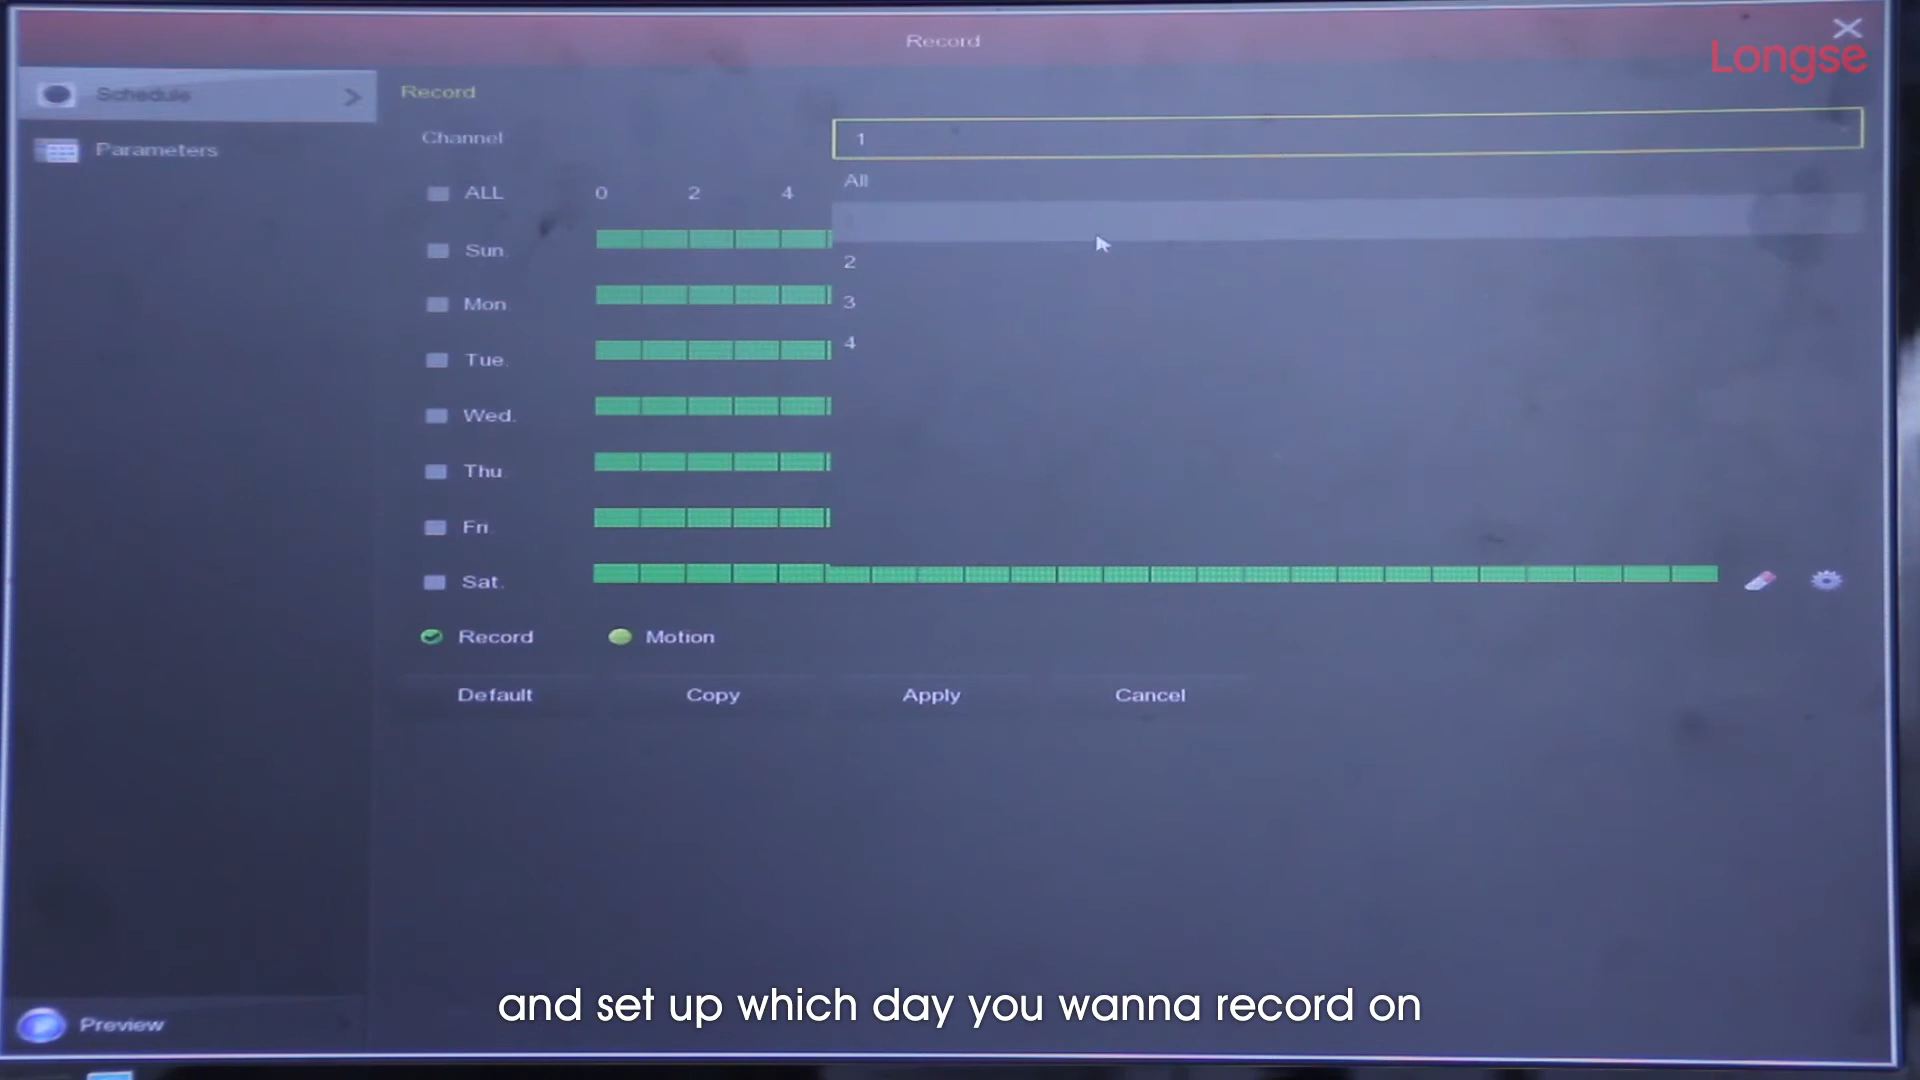 Record
Longse
Schedule
Parameters
Record
Channel
1
All
2
3
4
ALL 0 2 4
Sun.
Mon
Tue.
Wed.
Thu.
Fri.
Sat.
Record Motion
Default Copy Apply Cancel
Preview
and set up which day you wanna record on